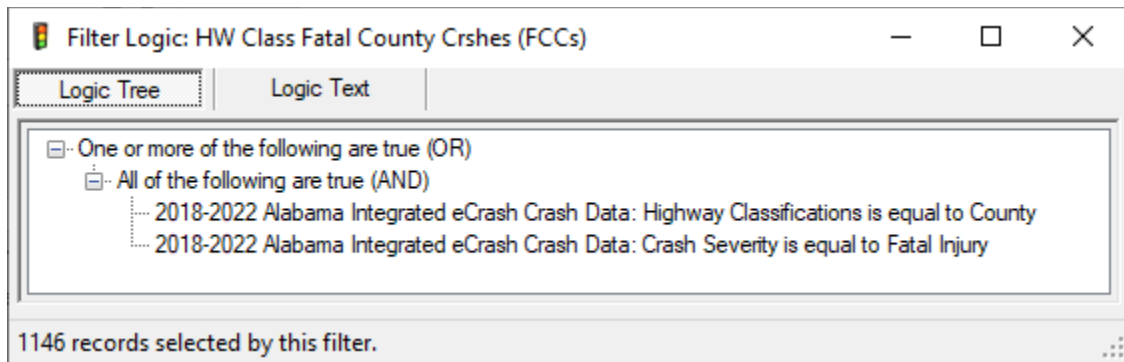 Filter Logic: HW Class Fatal County Crshes (FCCs)
Logic Tree Logic Text
One or more of the following are true (OR)
All of the following are true (AND)
2018-2022 Alabama Integrated eCrash Crash Data: Highway Classifications is equal to County
2018-2022 Alabama Integrated eCrash Crash Data: Crash Severity is equal to Fatal Injury
1146 records selected by this filter.